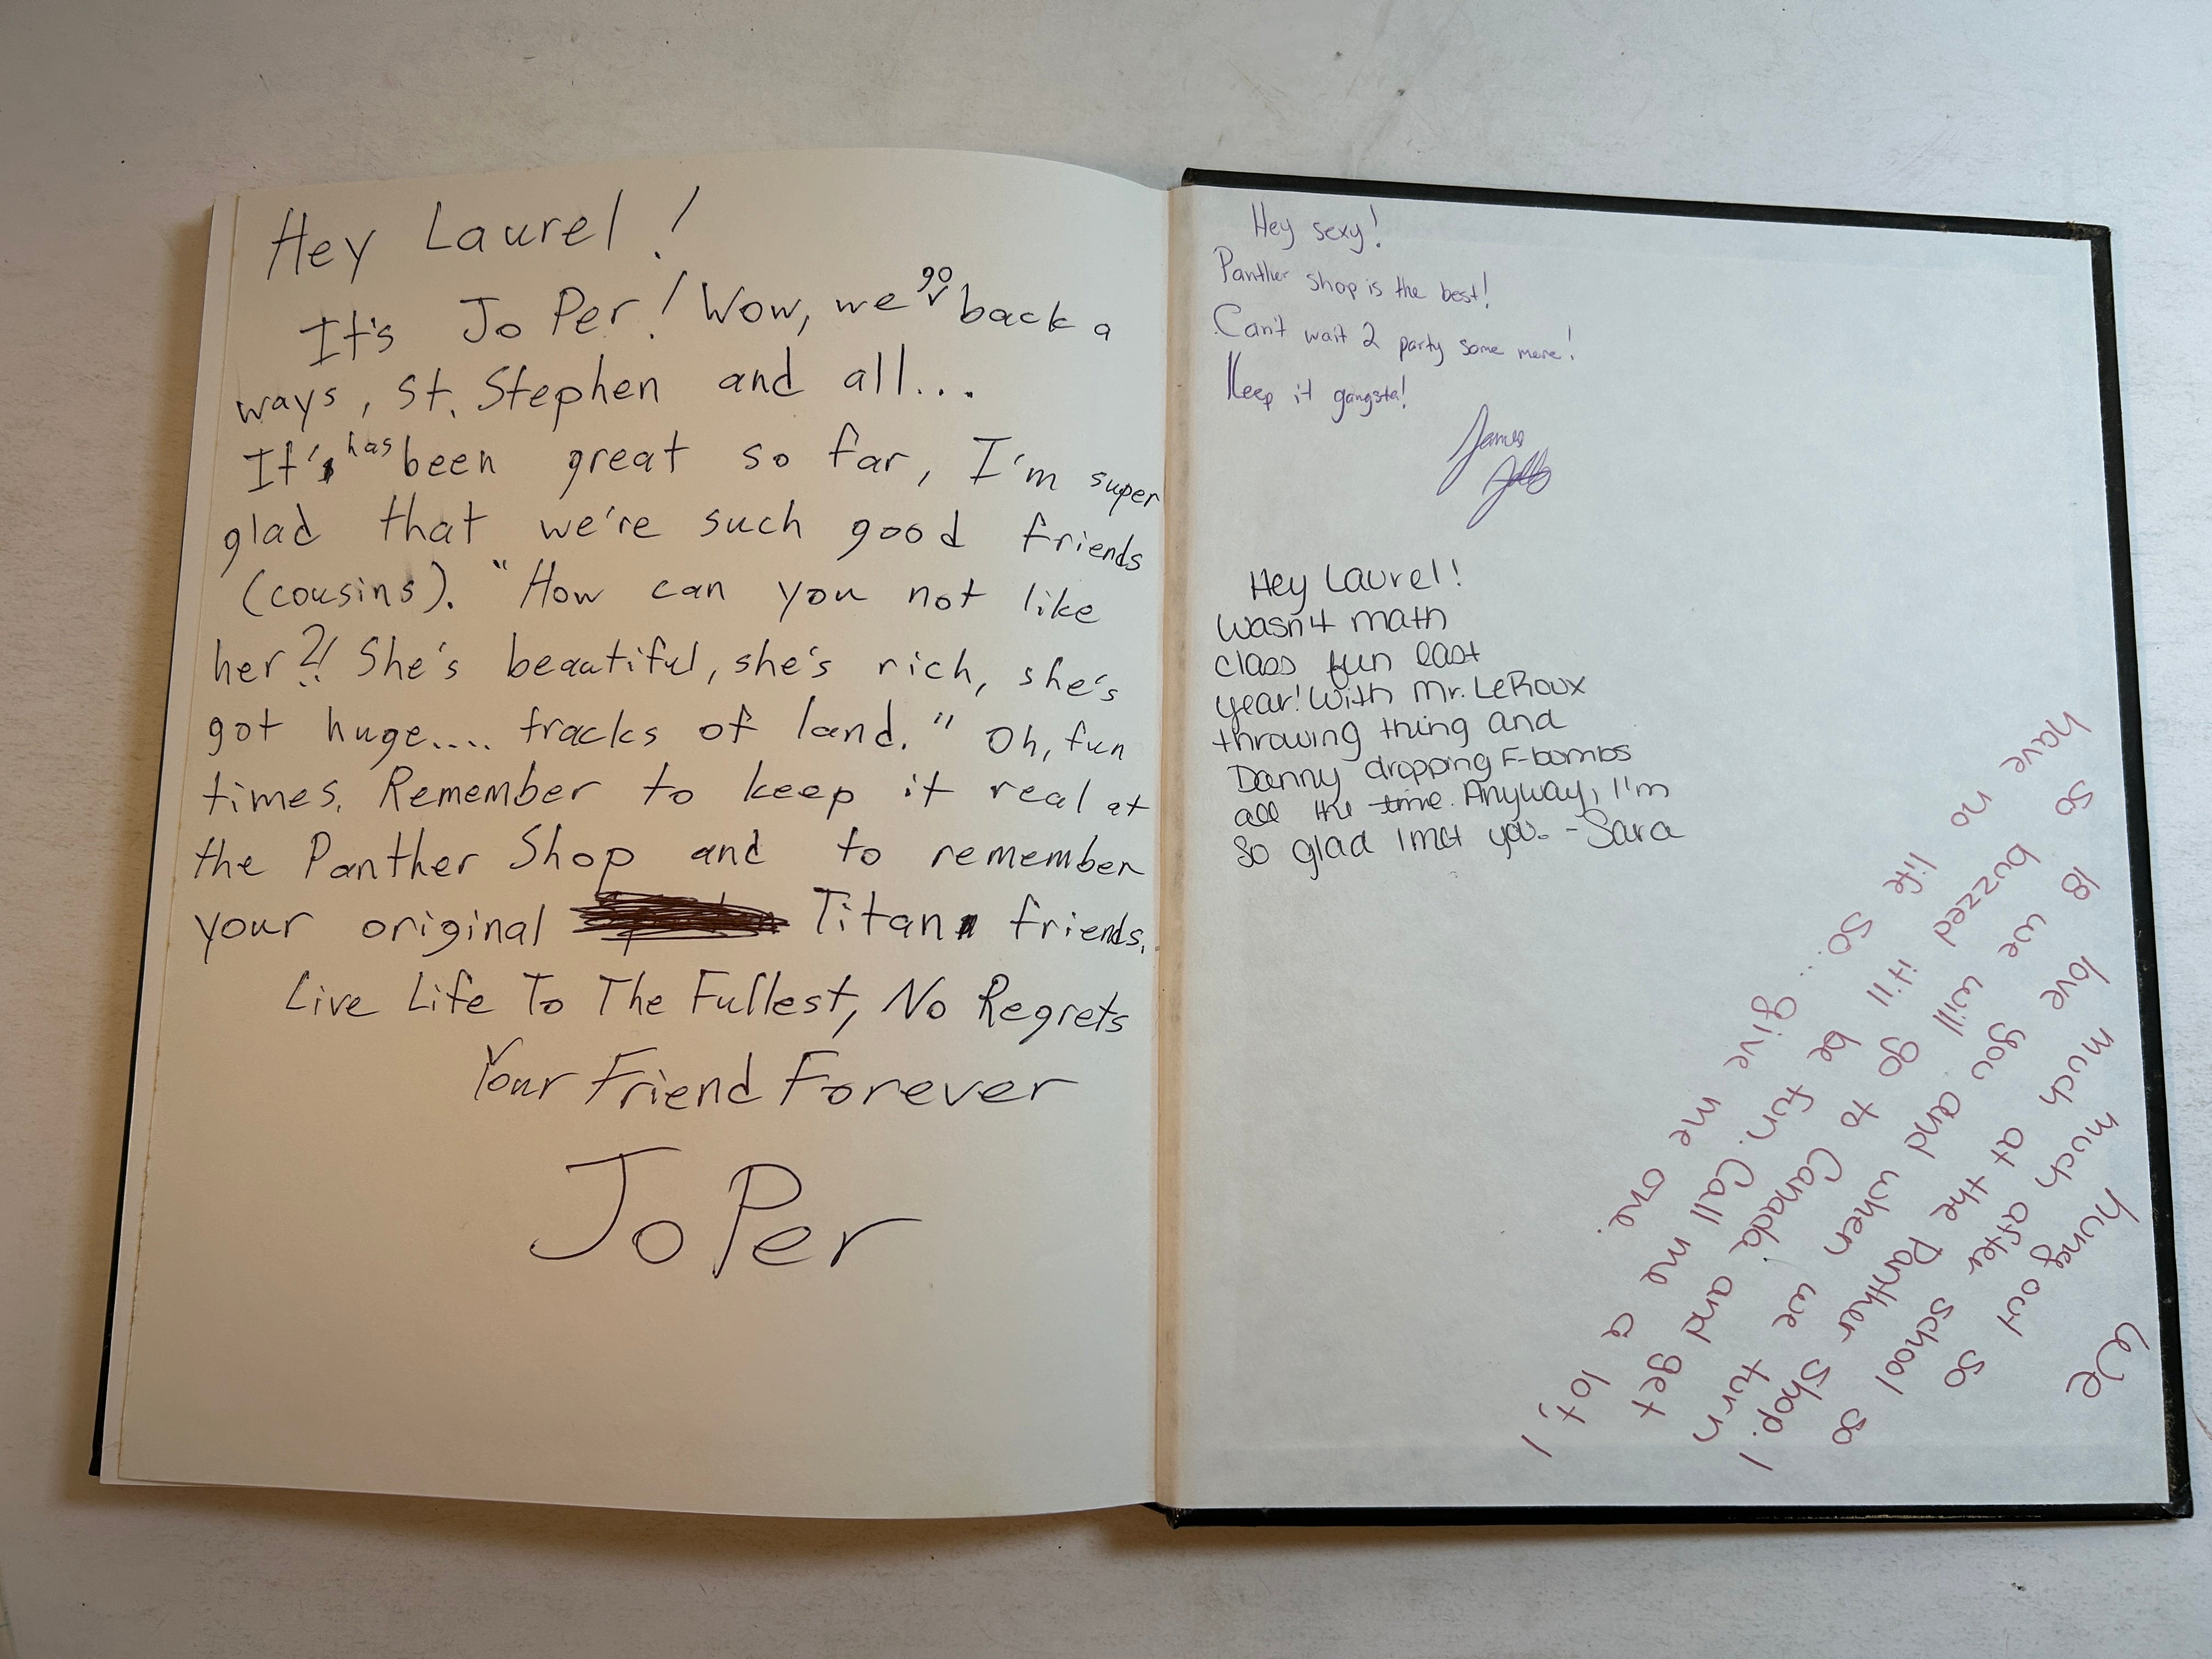 Hey Laurel!
It's Jo Per! Wow, we go back a
ways, St. Stephen and all...
It's has been great so far, I'm super
glad that we're such good friends
(cousins). "How can you not like
her?! She's beautiful, she's rich, she's
got huge.... tracks of land." Oh, fun
times. Remember to keep it real at
the Panther Shop and to remember
your original Titan friends.
Live Life To The Fullest, No Regrets
Your Friend Forever
Jo Per
Hey sexy!
Panther shop is the best!
Can't wait 2 party some more!
Keep it gangsta!
James
Hey Laurel!
Wasn't math
class fun last
year! With Mr. LeRoux
throwing thing and
Danny dropping F-bombs
all the time. Anyway, I'm
so glad I met you. -Sara
We
hung out so
much after school so
much at the Panther Shop. I
love you and when we turn
18 we will go to Canada! and get
so buzzed it'll be fun. Call me a lot, I
have no life so... give me one.